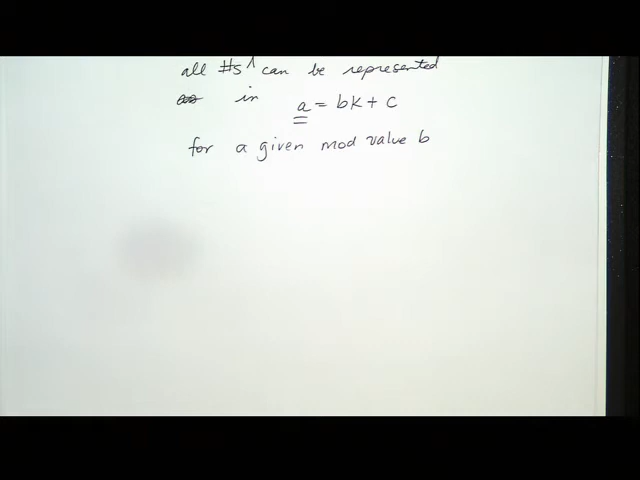 all #s ^ can be represented
in a = bk + c
for a given mod value b